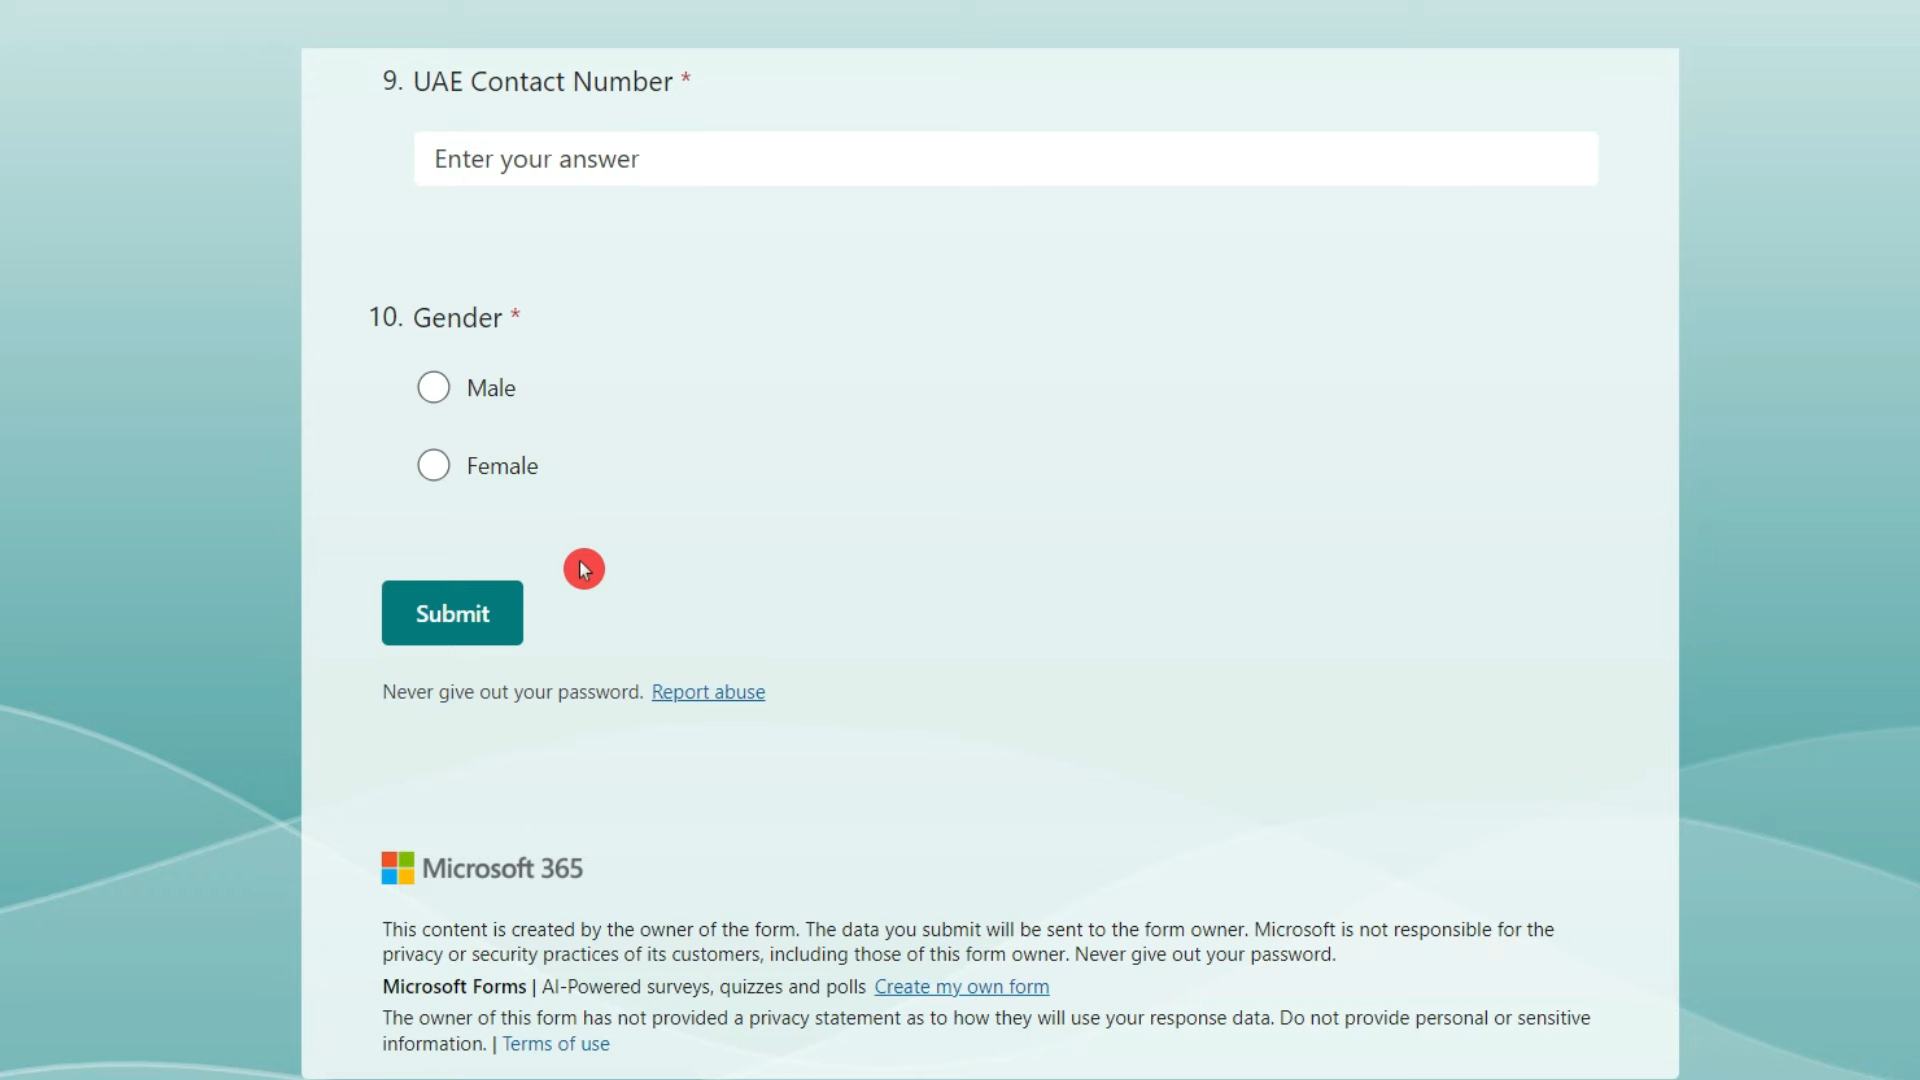 9. UAE Contact Number *
Enter your answer
10. Gender *
Male
Female
Submit
Never give out your password. Report abuse
Microsoft 365
This content is created by the owner of the form. The data you submit will be sent to the form owner. Microsoft is not responsible for the
privacy or security practices of its customers, including those of this form owner. Never give out your password.
Microsoft Forms | AI-Powered surveys, quizzes and polls Create my own form
The owner of this form has not provided a privacy statement as to how they will use your response data. Do not provide personal or sensitive
information. | Terms of use